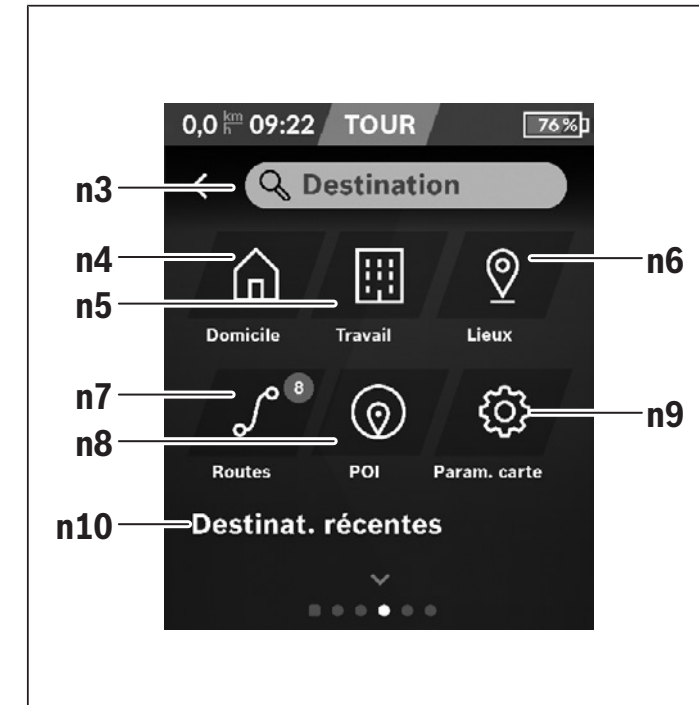 0,0 km/h 09:22 TOUR 76%
n3 Destination
n4 n6
n5
Domicile Travail Lieux
n7 8 n9
n8
Routes POI Param. carte
n10 Destinat. récentes